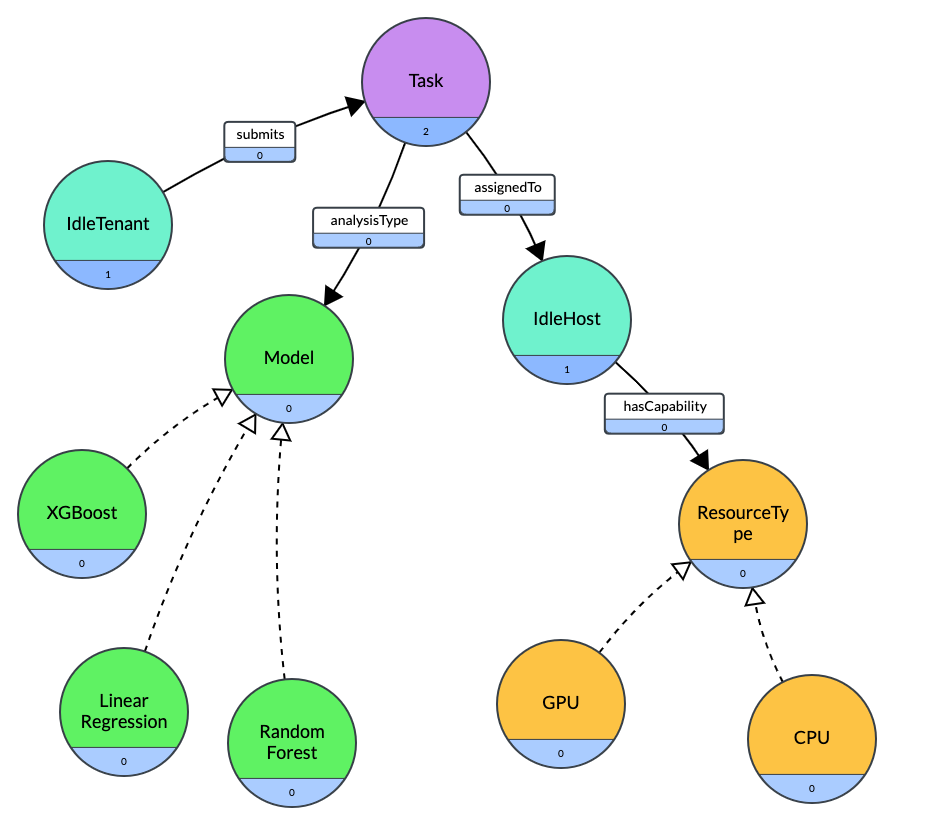 Task
2
submits
0
assignedTo
0
analysisType
0
IdleTenant
1
IdleHost
1
Model
0
hasCapability
0
XGBoost
0
ResourceTy
pe
0
Linear
Regression
0
Random
Forest
0
GPU
0
CPU
0